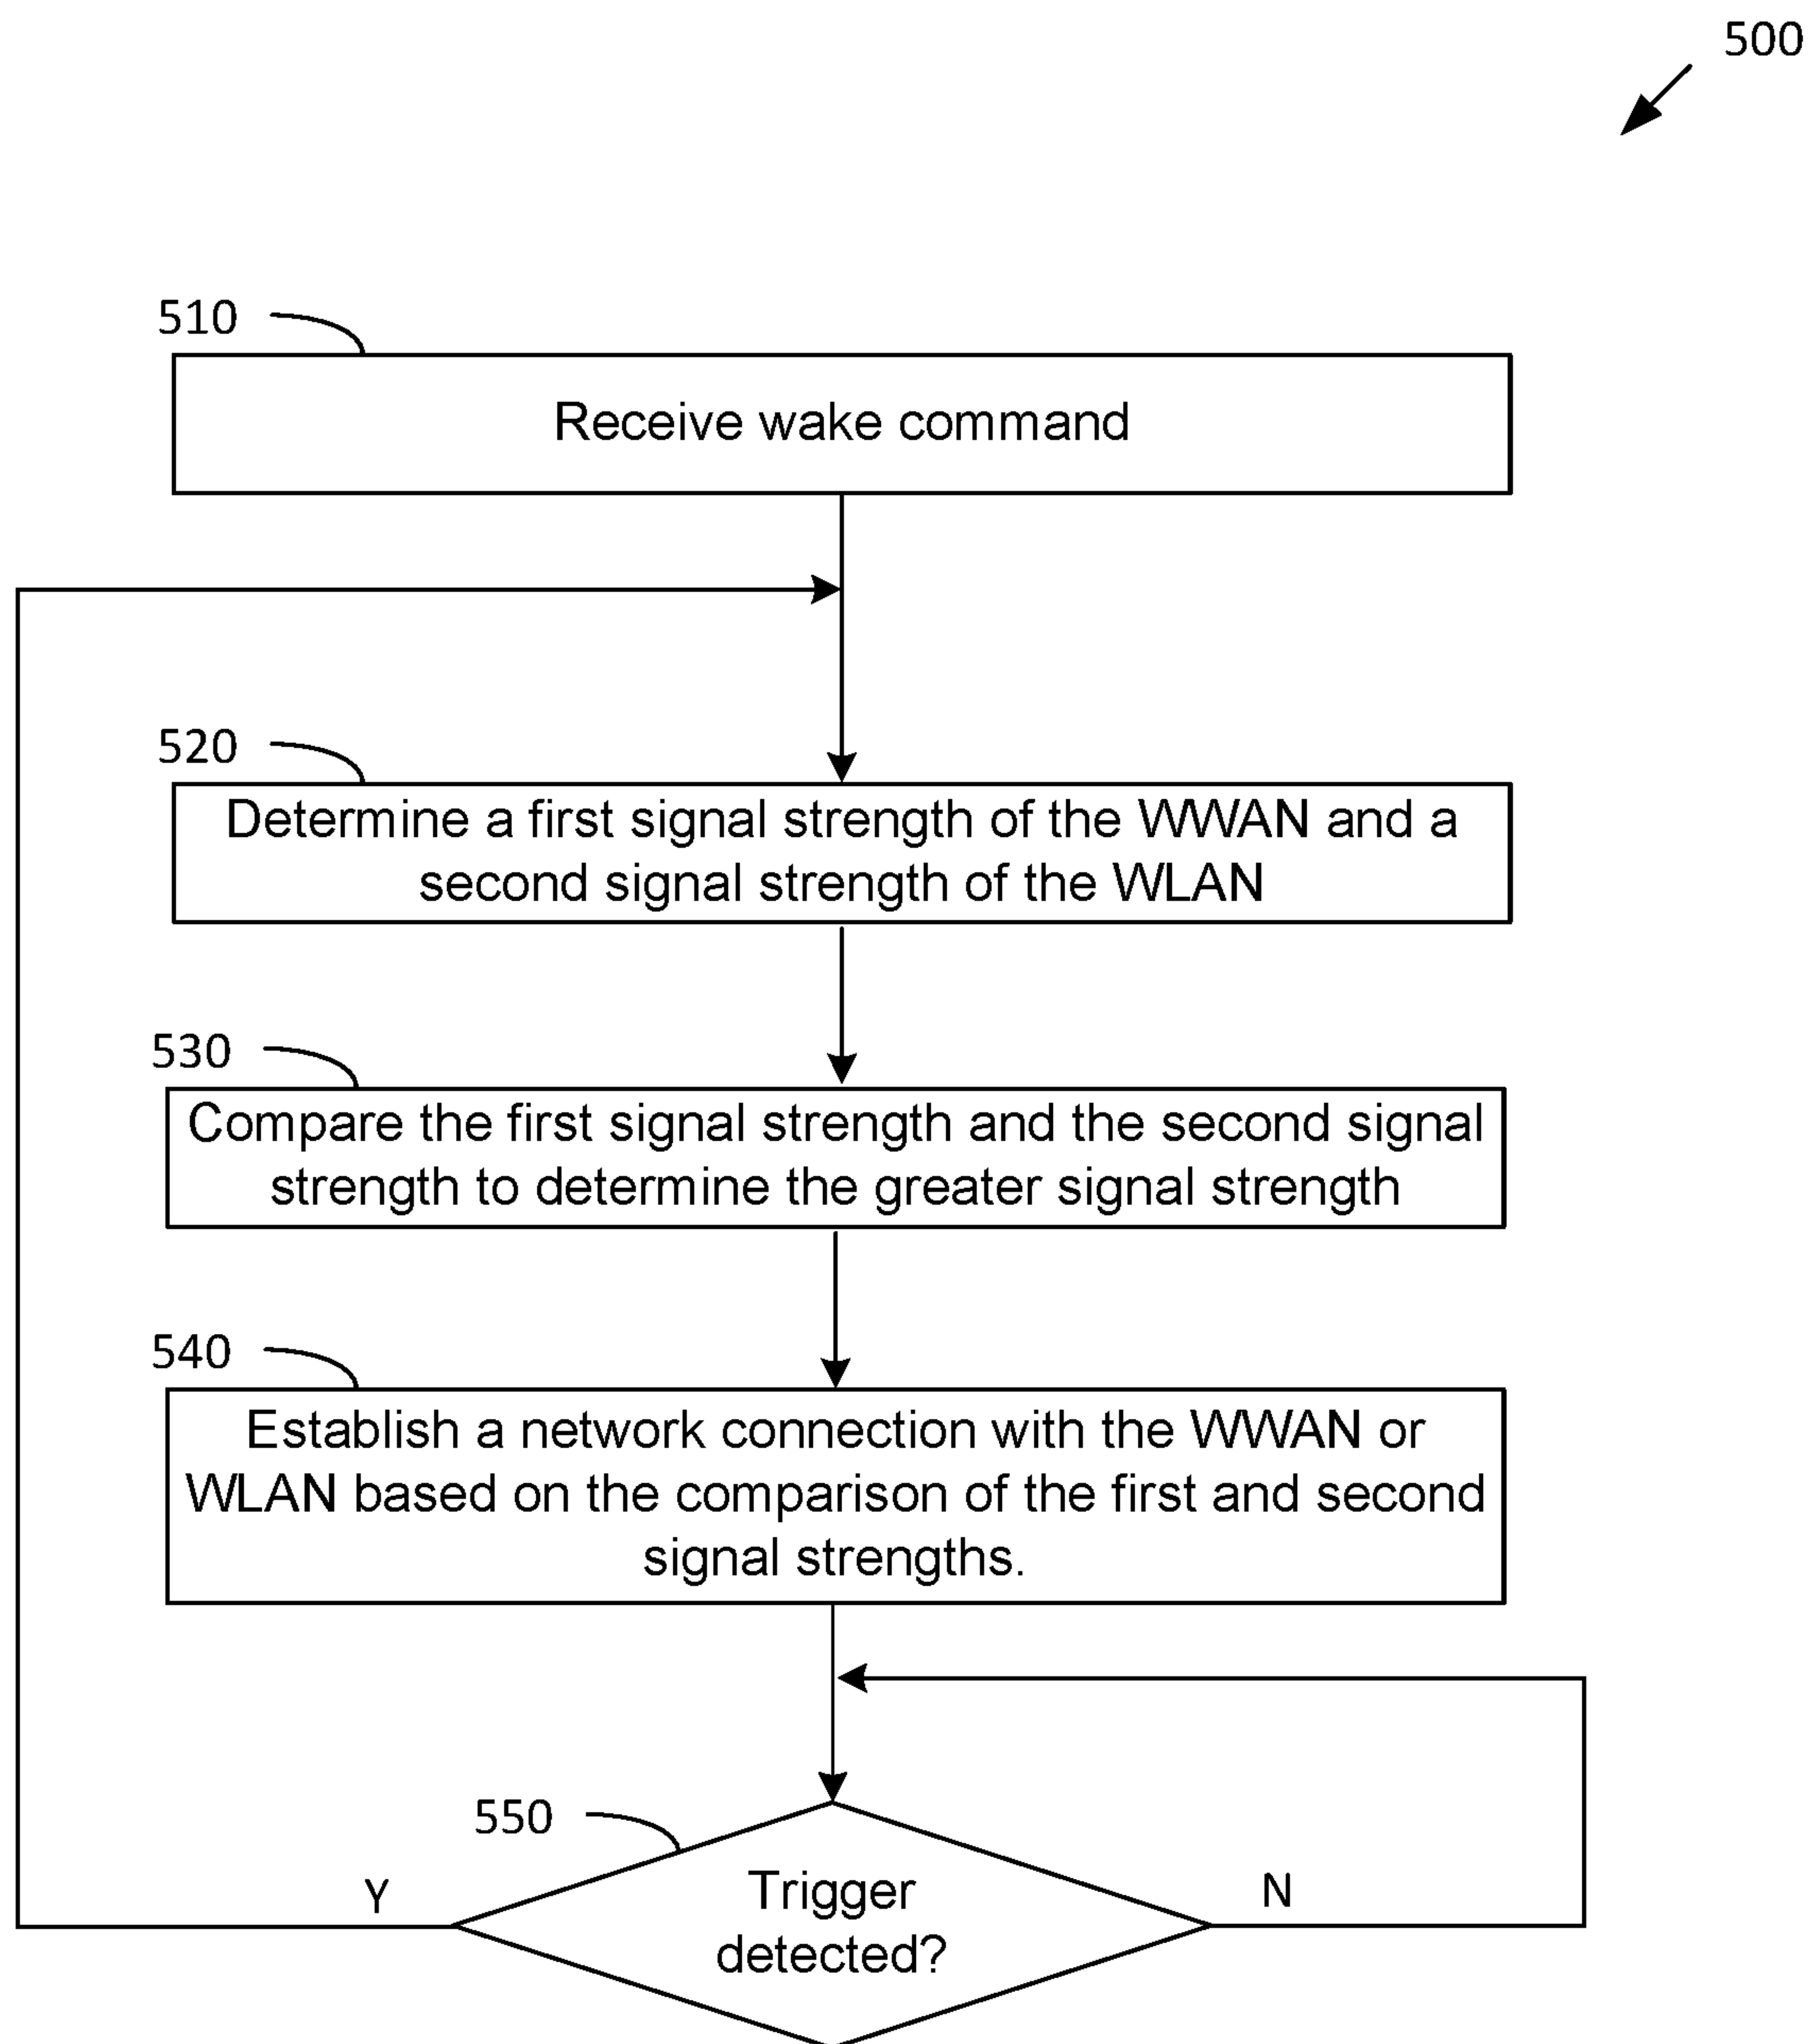 500
510
Receive wake command
520
Determine a first signal strength of the WWAN and a
second signal strength of the WLAN
530
Compare the first signal strength and the second signal
strength to determine the greater signal strength
540
Establish a network connection with the WWAN or
WLAN based on the comparison of the first and second
signal strengths.
550
Y
Trigger
detected?
N